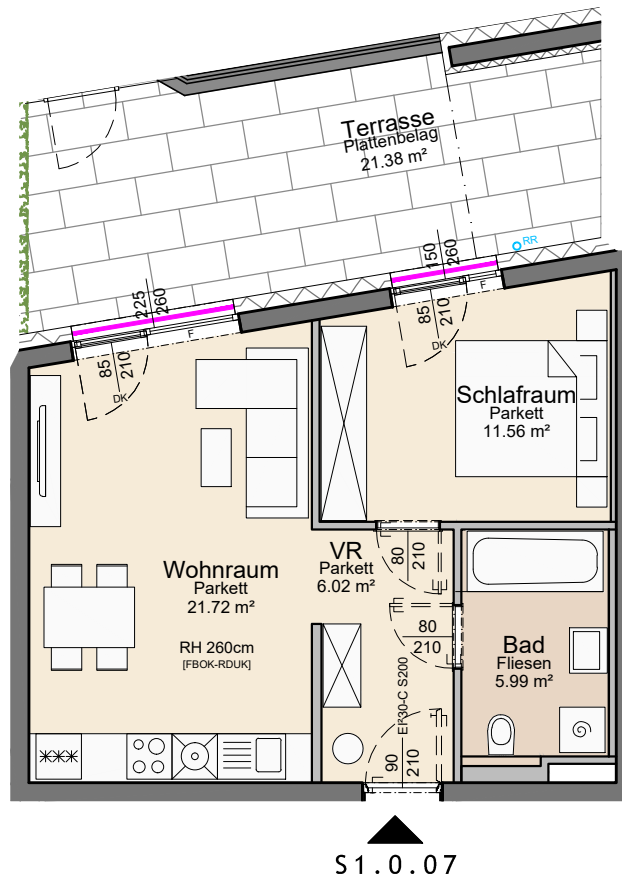 Terrasse
Plattenbelag
21.38 m²
RR
150
260
225
260
F
85
210
DK
F
85
210
DK
Schlafraum
Parkett
11.56 m²
VR
Parkett
6.02 m²
80
210
Wohnraum
Parkett
21.72 m²
RH 260cm
[FBOK-RDUK]
80
210
Bad
Fliesen
5.99 m²
EI²30-C S200
90
210
S1.0.07